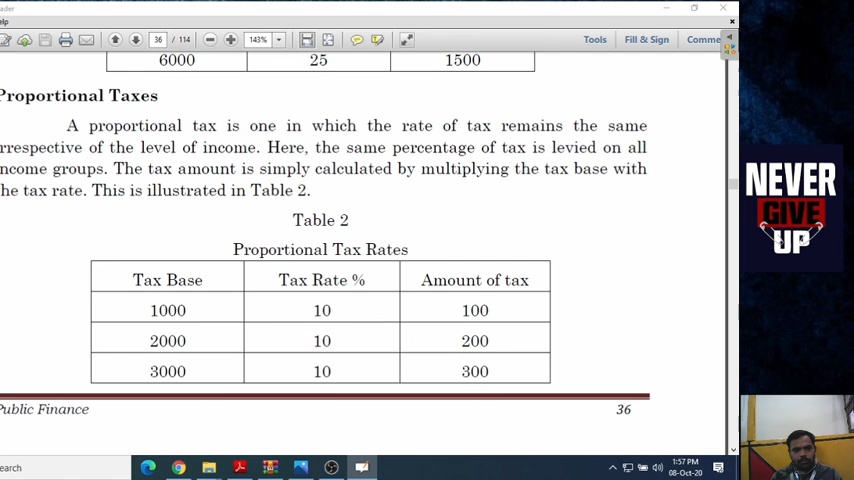 ader
elp
36 / 114
143%
Tools Fill & Sign Comme
6000 25 1500
Proportional Taxes
A proportional tax is one in which the rate of tax remains the same
rrespective of the level of income. Here, the same percentage of tax is levied on all
ncome groups. The tax amount is simply calculated by multiplying the tax base with
he tax rate. This is illustrated in Table 2.
Table 2
Proportional Tax Rates
Tax Base Tax Rate % Amount of tax
1000 10 100
2000 10 200
3000 10 300
Public Finance 36
NEVER
GIVE
UP
earch
1:57 PM
08-Oct-20